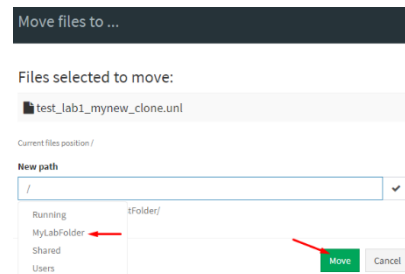 Move files to ...
Files selected to move:
test_lab1_mynew_clone.unl
Current files position /
New path
/
Running
tFolder/
MyLabFolder
Shared
Users
Move Cancel